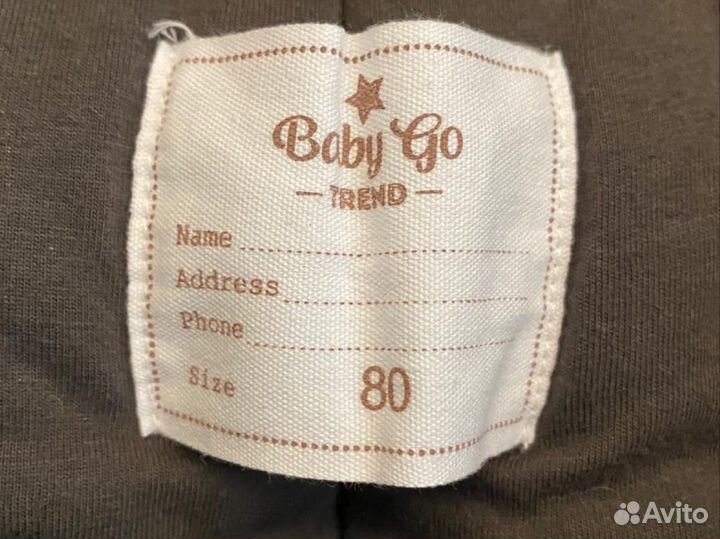 Baby Go
TREND
Name
Address
Phone
Size 80
Avito